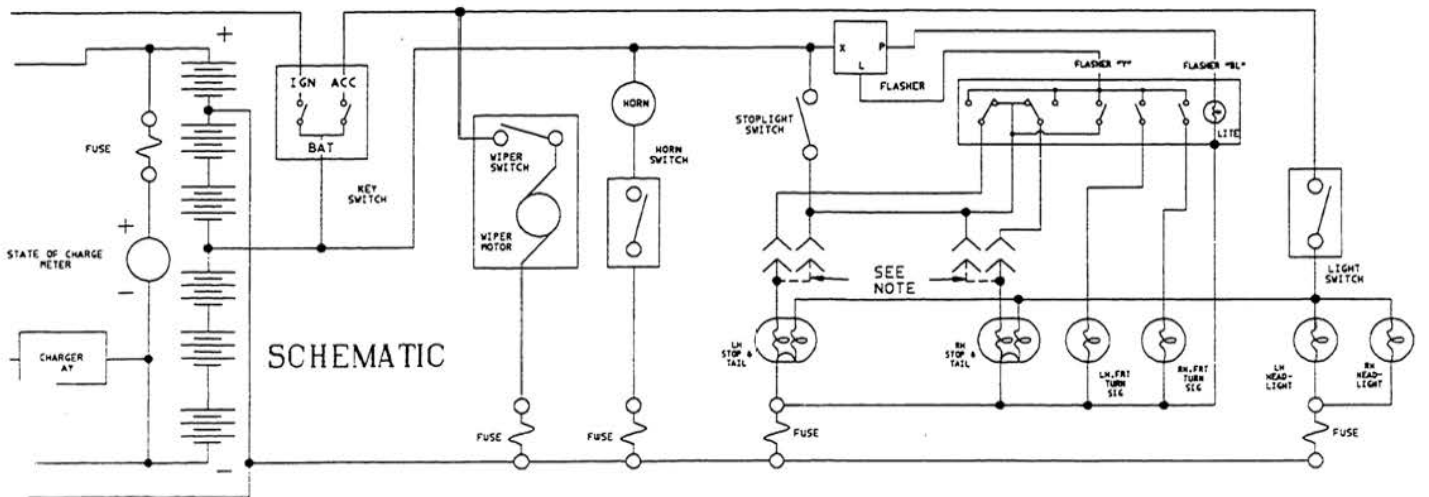 +
IGN ACC
BAT
KEY
SWITCH
FUSE
+
STATE OF CHARGE
METER
−
CHARGER
AY
−
SCHEMATIC
WIPER
SWITCH
WIPER
MOTOR
FUSE
HORN
HORN
SWITCH
FUSE
STOPLIGHT
SWITCH
X P
L
FLASHER
FLASHER "T"
FLASHER "BL"
LITE
SEE
NOTE
LIGHT
SWITCH
LH
STOP &
TAIL
RH
STOP &
TAIL
LH.FRT
TURN
SIG
RH.FRT
TURN
SIG
LH
HEAD-
LIGHT
RH
HEAD-
LIGHT
FUSE
FUSE